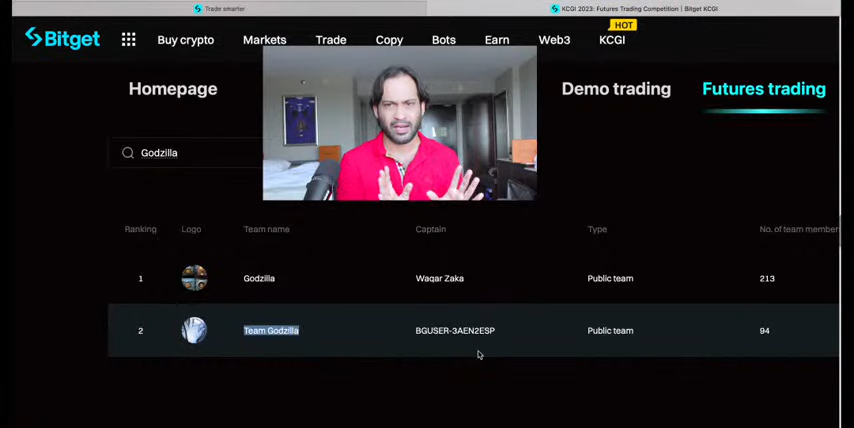 Trade smarter
KCGI 2023: Futures Trading Competition | Bitget KCGI
Bitget
Buy crypto
Markets
Trade
Copy
Bots
Earn
Web3
KCGI
HOT
Homepage
Demo trading
Futures trading
Godzilla
Ranking Logo Team name Captain Type No. of team member
1 Godzilla Waqar Zaka Public team 213
2 Team Godzilla BGUSER-3AEN2ESP Public team 94